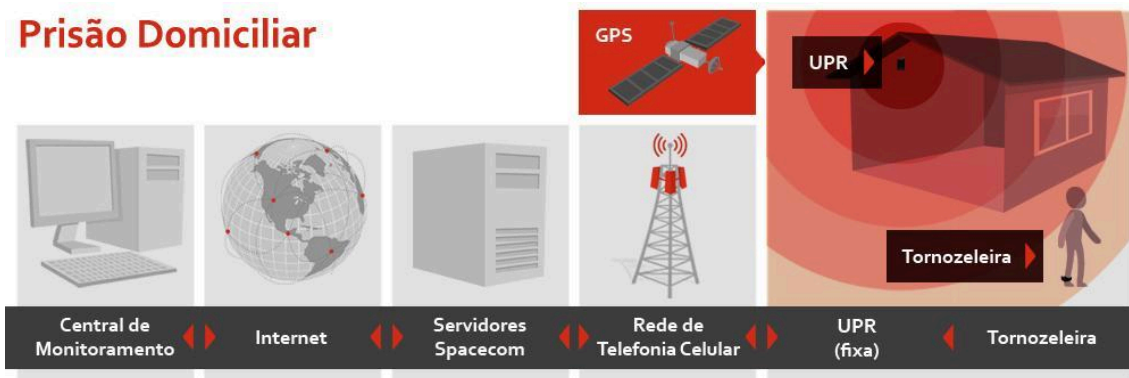 Prisão Domiciliar
GPS
UPR
Tornozeleira
Central de
Monitoramento
Internet
Servidores
Spacecom
Rede de
Telefonia Celular
UPR
(fixa)
Tornozeleira